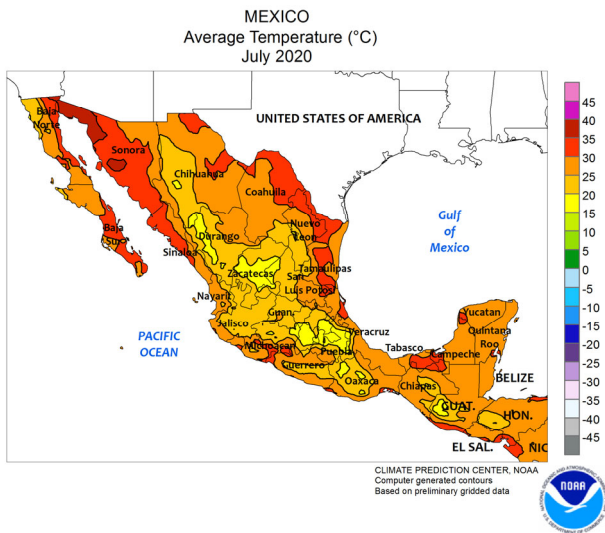 MEXICO
Average Temperature (°C)
July 2020
UNITED STATES OF AMERICA
Baja
Norte
Sonora
Chihuahua
Coahuila
Nuevo
Leon
Baja
Sur
Durango
Sinaloa
Zacatecas
San
Luis Potosi
Tamaulipas
Nayarit
Jalisco
Guan.
Michoacan
Puebla
Veracruz
Guerrero
Oaxaca
Tabasco
Chiapas
Campeche
Yucatan
Quintana
Roo
Gulf
of
Mexico
PACIFIC
OCEAN
BELIZE
GUAT.
HON.
EL SAL.
NIC
45
40
35
30
25
20
15
10
5
0
-5
-10
-15
-20
-25
-30
-35
-40
-45
CLIMATE PREDICTION CENTER, NOAA
Computer generated contours
Based on preliminary gridded data
NOAA